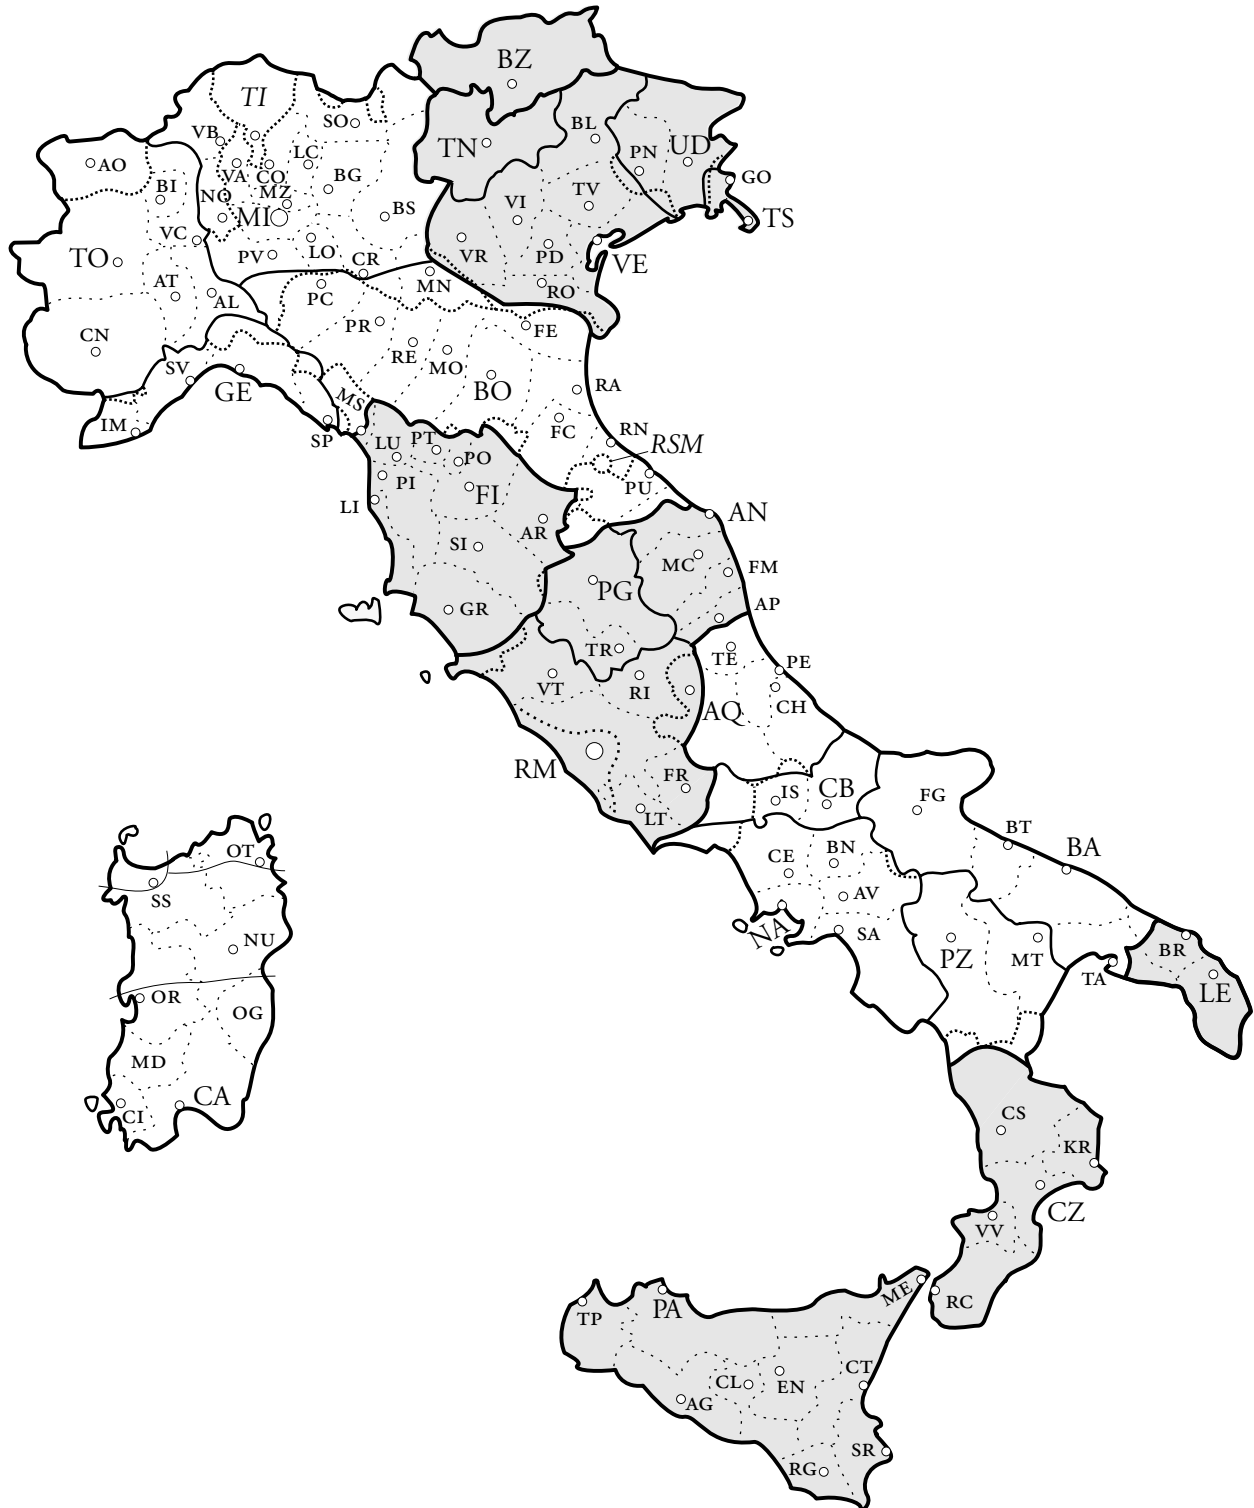 BZ
TI
SO
VB
BL
TN
UD
PN
LC
AO
VA
CO
BG
GO
BI
NO
MZ
TV
VI
BS
MI
TS
VC
PV
LO
CR
VR
PD
VE
TO
AT
AL
PC
MN
RO
CN
PR
FE
RE
MO
SV
GE
BO
RA
MS
IM
SP
LU
PT
FC
RN
RSM
PO
PI
FI
PU
LI
AN
AR
SI
MC
FM
PG
GR
AP
TR
TE
PE
VT
RI
AQ
CH
RM
FR
IS
CB
FG
LT
BT
BA
OT
CE
BN
SS
AV
NA
SA
NU
PZ
MT
BR
TA
LE
OR
OG
MD
CI
CA
CS
KR
CZ
VV
ME
RC
TP
PA
CT
CL
EN
AG
SR
RG